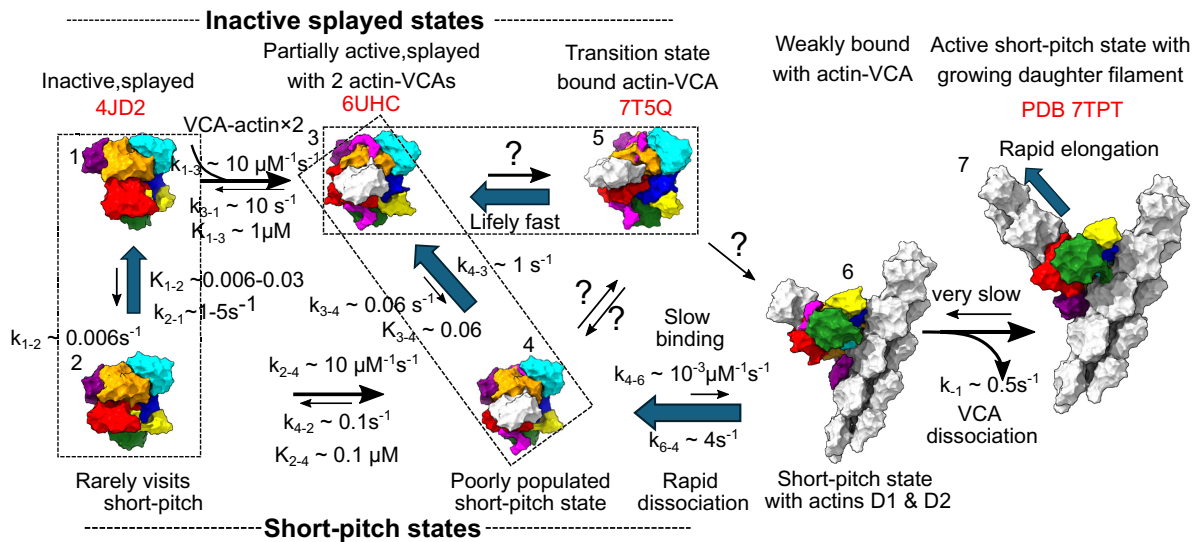 Inactive splayed states
Inactive,splayed
4JD2
Partially active,splayed
with 2 actin-VCAs
6UHC
Transition state
bound actin-VCA
7T5Q
Weakly bound
with actin-VCA
Active short-pitch state with
growing daughter filament
PDB 7TPT
VCA-actin×2
1
k1-3 ~ 10 µM-1s-1
k3-1 ~ 10 s-1
K1-3 ~ 1µM
3
?
Lifely fast
5
7
Rapid elongation
K1-2 ~0.006-0.03
k2-1~1-5s-1
k1-2 ~ 0.006s-1
k4-3 ~ 1 s-1
k3-4 ~ 0.06 s-1
K3-4 ~ 0.06
?
?
?
6
very slow
Slow
binding
2
k2-4 ~ 10 µM-1s-1
k4-2 ~ 0.1s-1
K2-4 ~ 0.1 µM
4
k4-6 ~ 10-3µM-1s-1
k6-4 ~ 4s-1
k-1 ~ 0.5s-1
VCA
dissociation
Rarely visits
short-pitch
Poorly populated
short-pitch state
Rapid
dissociation
Short-pitch state
with actins D1 & D2
Short-pitch states